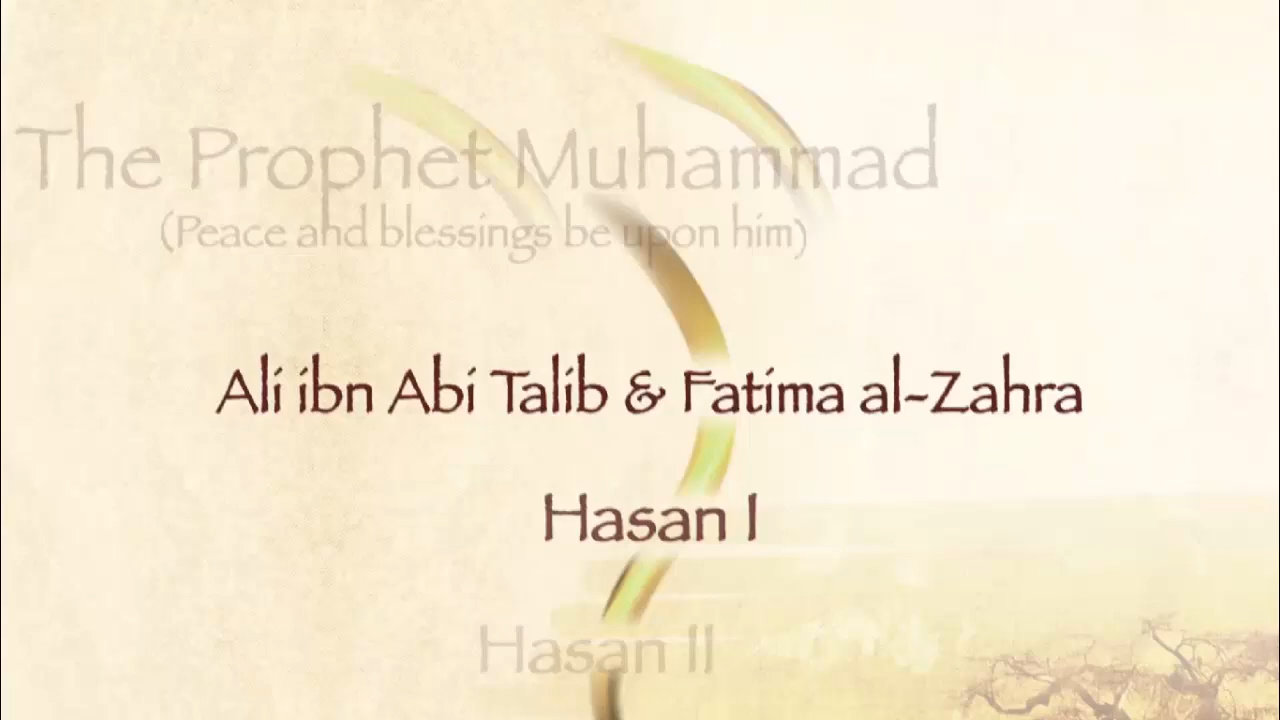 The Prophet Muhammad
(Peace and blessings be upon him)
Ali ibn Abi Talib & Fatima al-Zahra
Hasan I
Hasan II